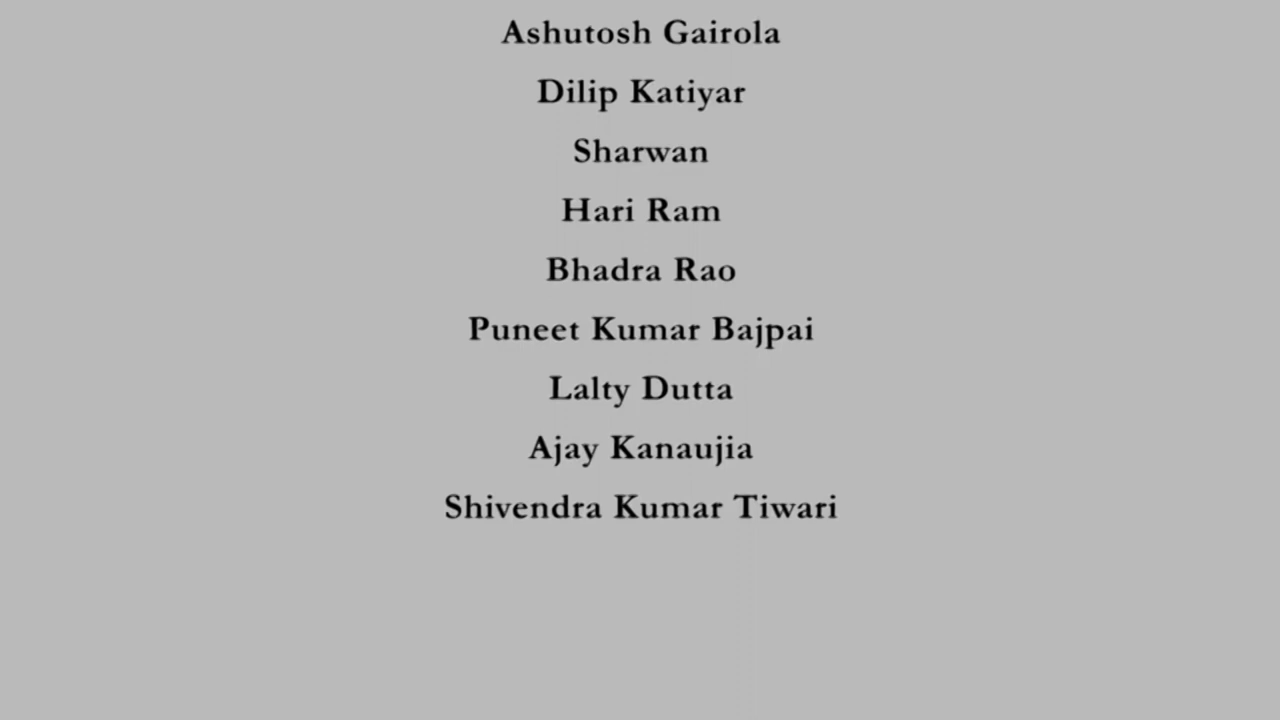 Ashutosh Gairola
Dilip Katiyar
Sharwan
Hari Ram
Bhadra Rao
Puneet Kumar Bajpai
Lalty Dutta
Ajay Kanaujia
Shivendra Kumar Tiwari